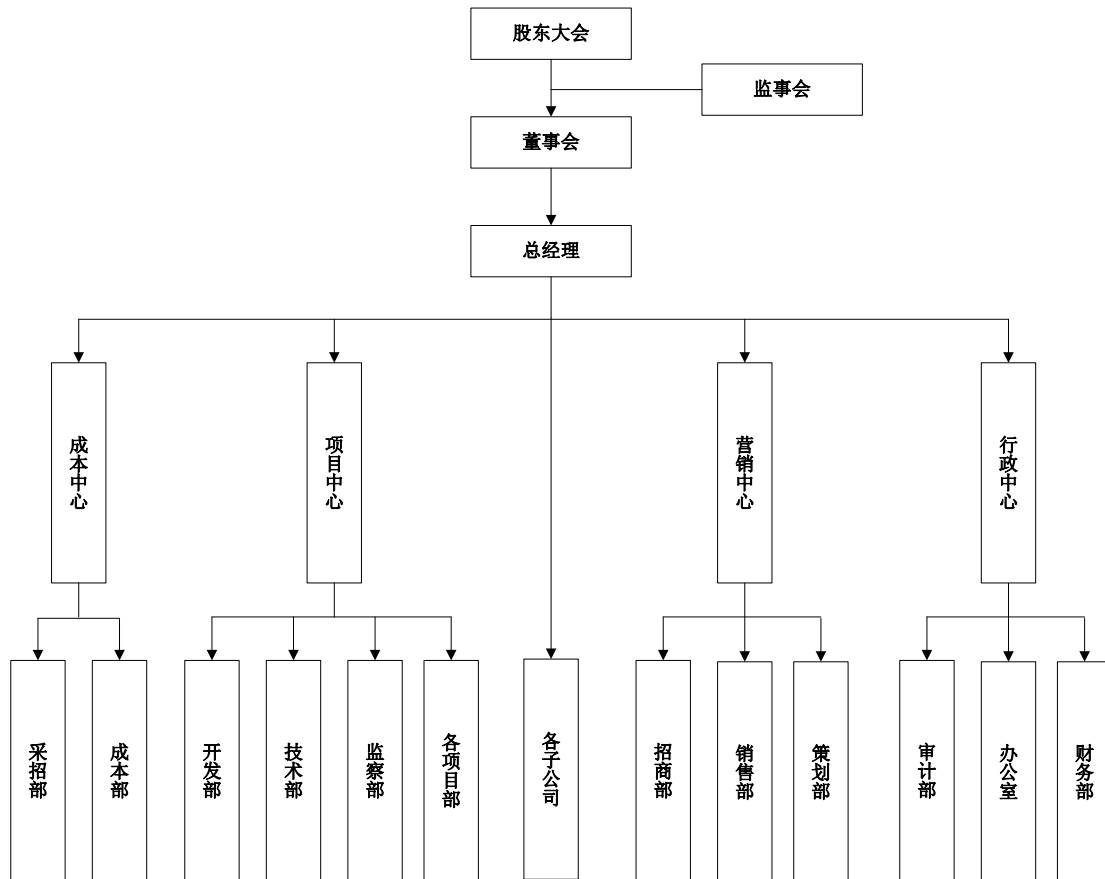 股东大会
监事会
董事会
总经理
成本中心
项目中心
营销中心
行政中心
采招部
成本部
开发部
技术部
监察部
各项目部
各子公司
招商部
销售部
策划部
审计部
办公室
财务部